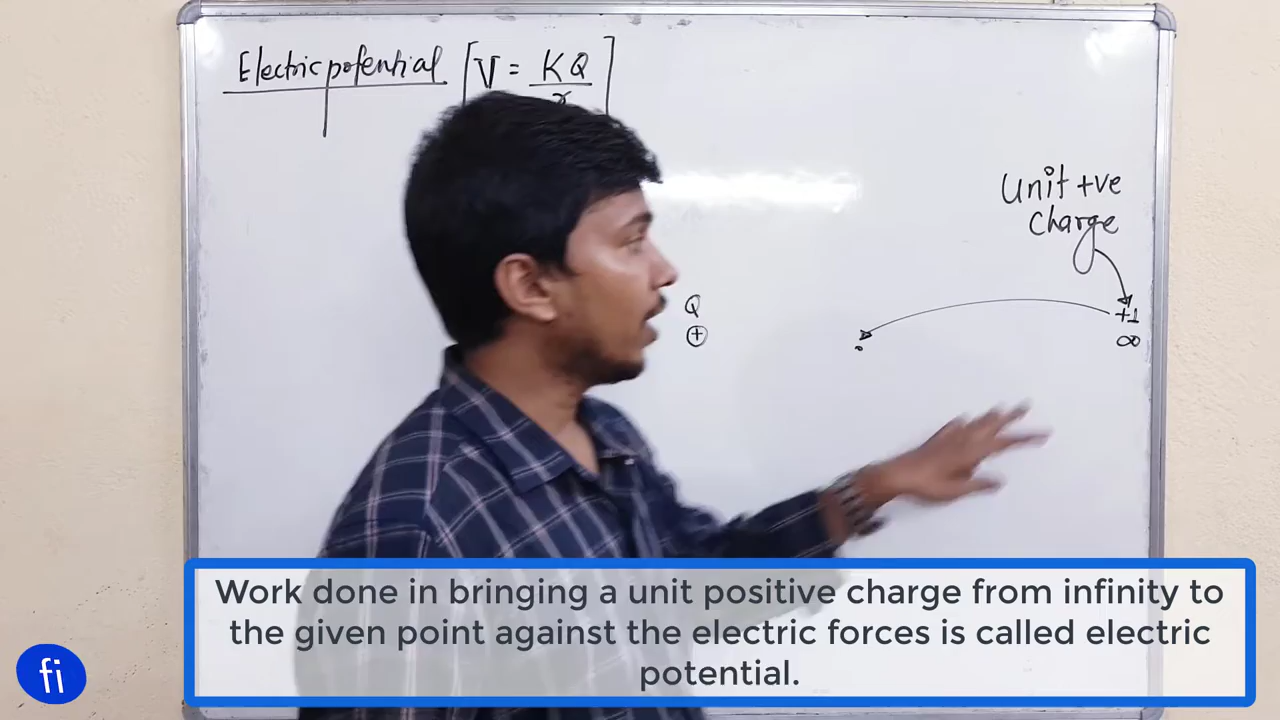 Electric potential [V = KQ
r]
Unit +ve
charge
Q
+
+1
∞
Work done in bringing a unit positive charge from infinity to
the given point against the electric forces is called electric
potential.
fi